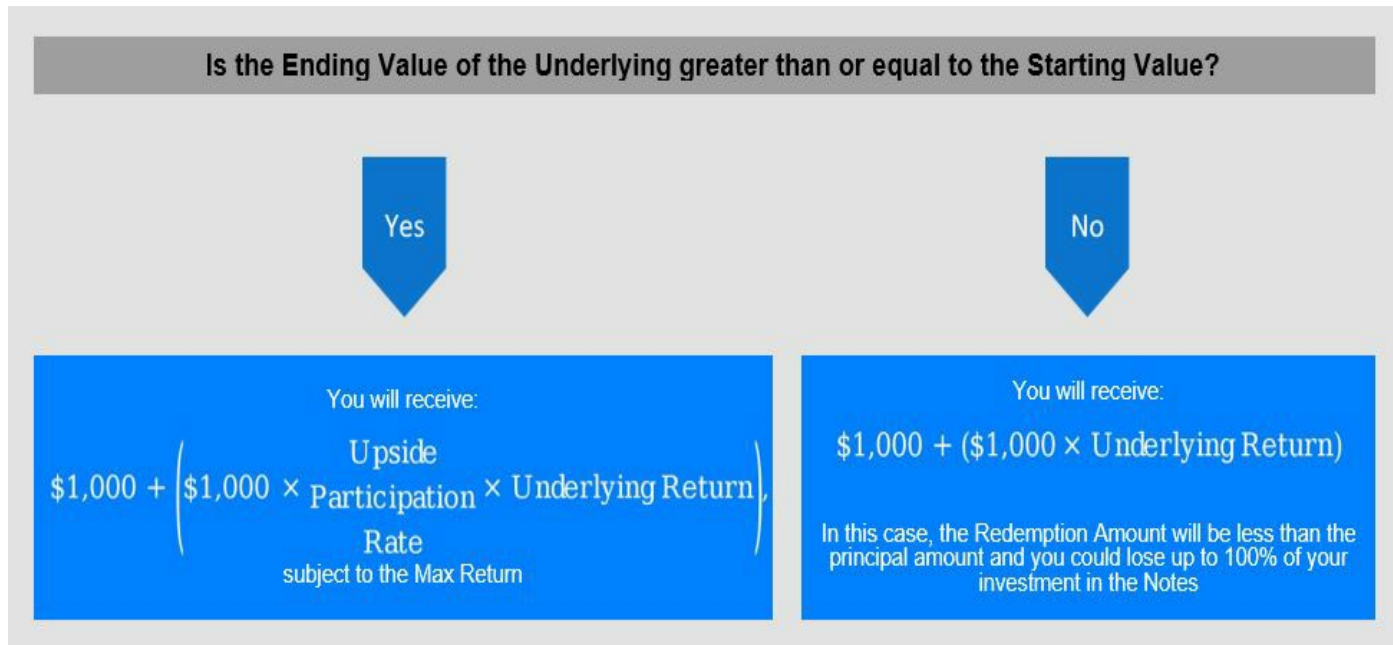 Is the Ending Value of the Underlying greater than or equal to the Starting Value?
Yes
No
You will receive:
$1,000 + ($1,000 × Upside Participation Rate × Underlying Return),
subject to the Max Return
You will receive:
$1,000 + ($1,000 × Underlying Return)
In this case, the Redemption Amount will be less than the
principal amount and you could lose up to 100% of your
investment in the Notes